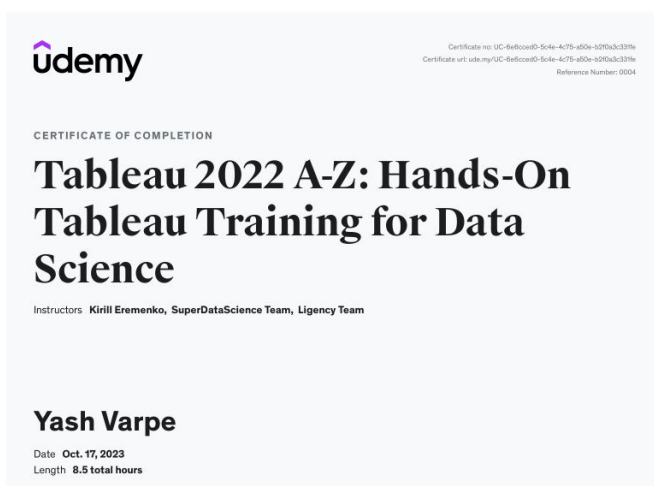 udemy
Certificate no: UC-6e6cced0-5c4e-4c75-a50e-b2f0a3c331fe
Certificate url: ude.my/UC-6e6cced0-5c4e-4c75-a50e-b2f0a3c331fe
Reference Number: 0004
CERTIFICATE OF COMPLETION
Tableau 2022 A-Z: Hands-On
Tableau Training for Data
Science
Instructors Kirill Eremenko, SuperDataScience Team, Ligency Team
Yash Varpe
Date Oct. 17, 2023
Length 8.5 total hours